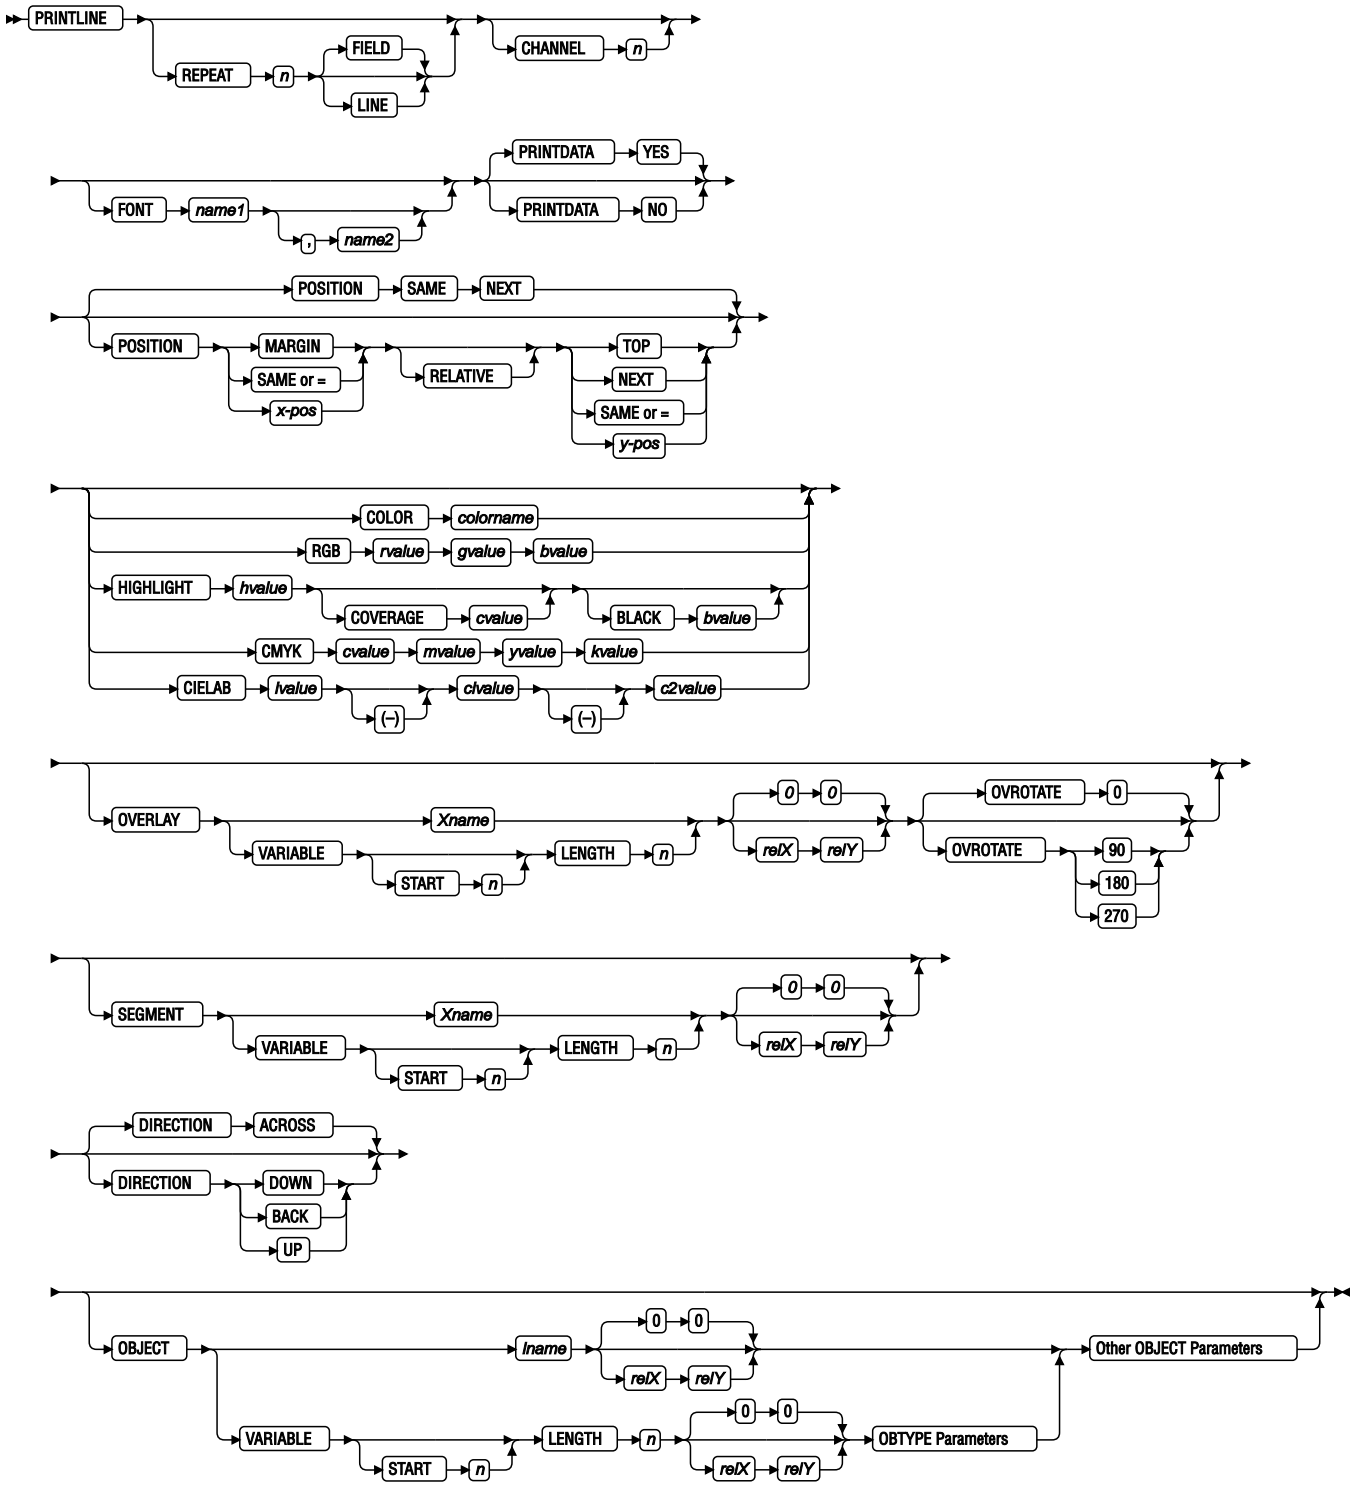 PRINTLINE
REPEAT n FIELD
LINE
CHANNEL n
FONT name1 , name2
PRINTDATA YES
PRINTDATA NO
POSITION SAME NEXT
POSITION MARGIN RELATIVE TOP
SAME or = NEXT
x-pos SAME or =
y-pos
COLOR colorname
RGB rvalue gvalue bvalue
HIGHLIGHT hvalue COVERAGE cvalue BLACK bvalue
CMYK cvalue mvalue yvalue kvalue
CIELAB lvalue (–) clvalue (–) c2value
OVERLAY Xname 0 0 OVROTATE 0
VARIABLE START n LENGTH n relX relY OVROTATE 90
180
270
SEGMENT Xname 0 0
VARIABLE START n LENGTH n relX relY
DIRECTION ACROSS
DIRECTION DOWN
BACK
UP
OBJECT lname 0 0 Other OBJECT Parameters
relX relY
VARIABLE START n LENGTH n 0 0 OBTYPE Parameters
relX relY